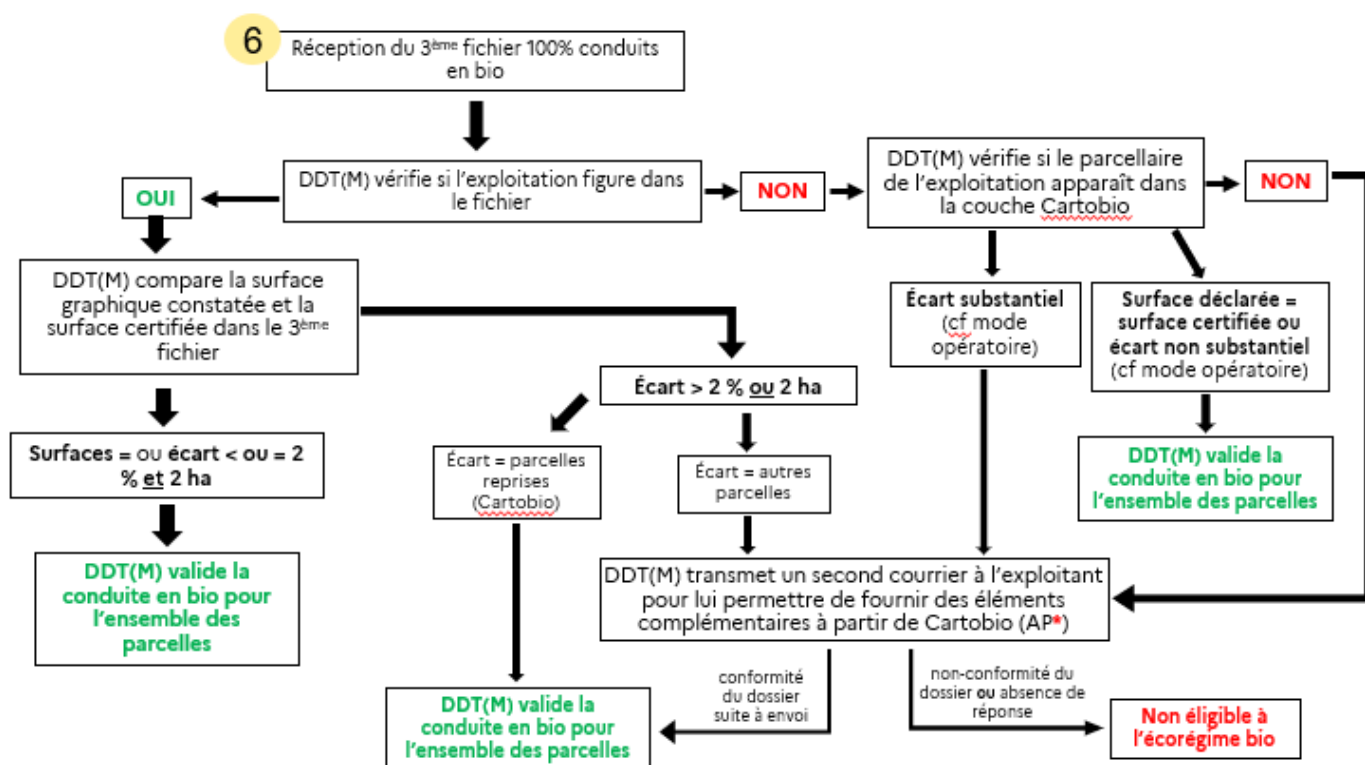 6
Réception du 3ème fichier 100% conduits
en bio
DDT(M) vérifie si l'exploitation figure dans
le fichier
OUI
NON
DDT(M) vérifie si le parcellaire
de l'exploitation apparaît dans
la couche Cartobio
NON
DDT(M) compare la surface
graphique constatée et la
surface certifiée dans le 3ème
fichier
Écart substantiel
(cf mode
opératoire)
Surface déclarée =
surface certifiée ou
écart non substantiel
(cf mode opératoire)
Écart > 2 % ou 2 ha
Surfaces = ou écart < ou = 2
% et 2 ha
Écart = parcelles
reprises
(Cartobio)
Écart = autres
parcelles
DDT(M) valide la
conduite en bio pour
l'ensemble des parcelles
DDT(M) valide la
conduite en bio pour
l'ensemble des
parcelles
DDT(M) transmet un second courrier à l'exploitant
pour lui permettre de fournir des éléments
complémentaires à partir de Cartobio (AP*)
conformité
du dossier
suite à envoi
non-conformité du
dossier ou absence de
réponse
DDT(M) valide la
conduite en bio pour
l'ensemble des parcelles
Non éligible à
l'écorégime bio